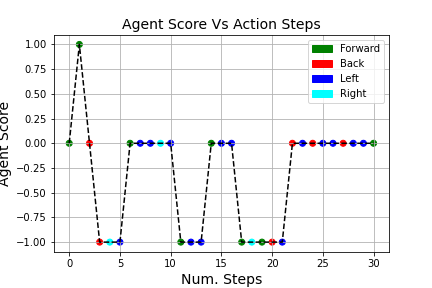 Agent Score Vs Action Steps
Agent Score
1.00
0.75
0.50
0.25
0.00
−0.25
−0.50
−0.75
−1.00
Forward
Back
Left
Right
0 5 10 15 20 25 30
Num. Steps